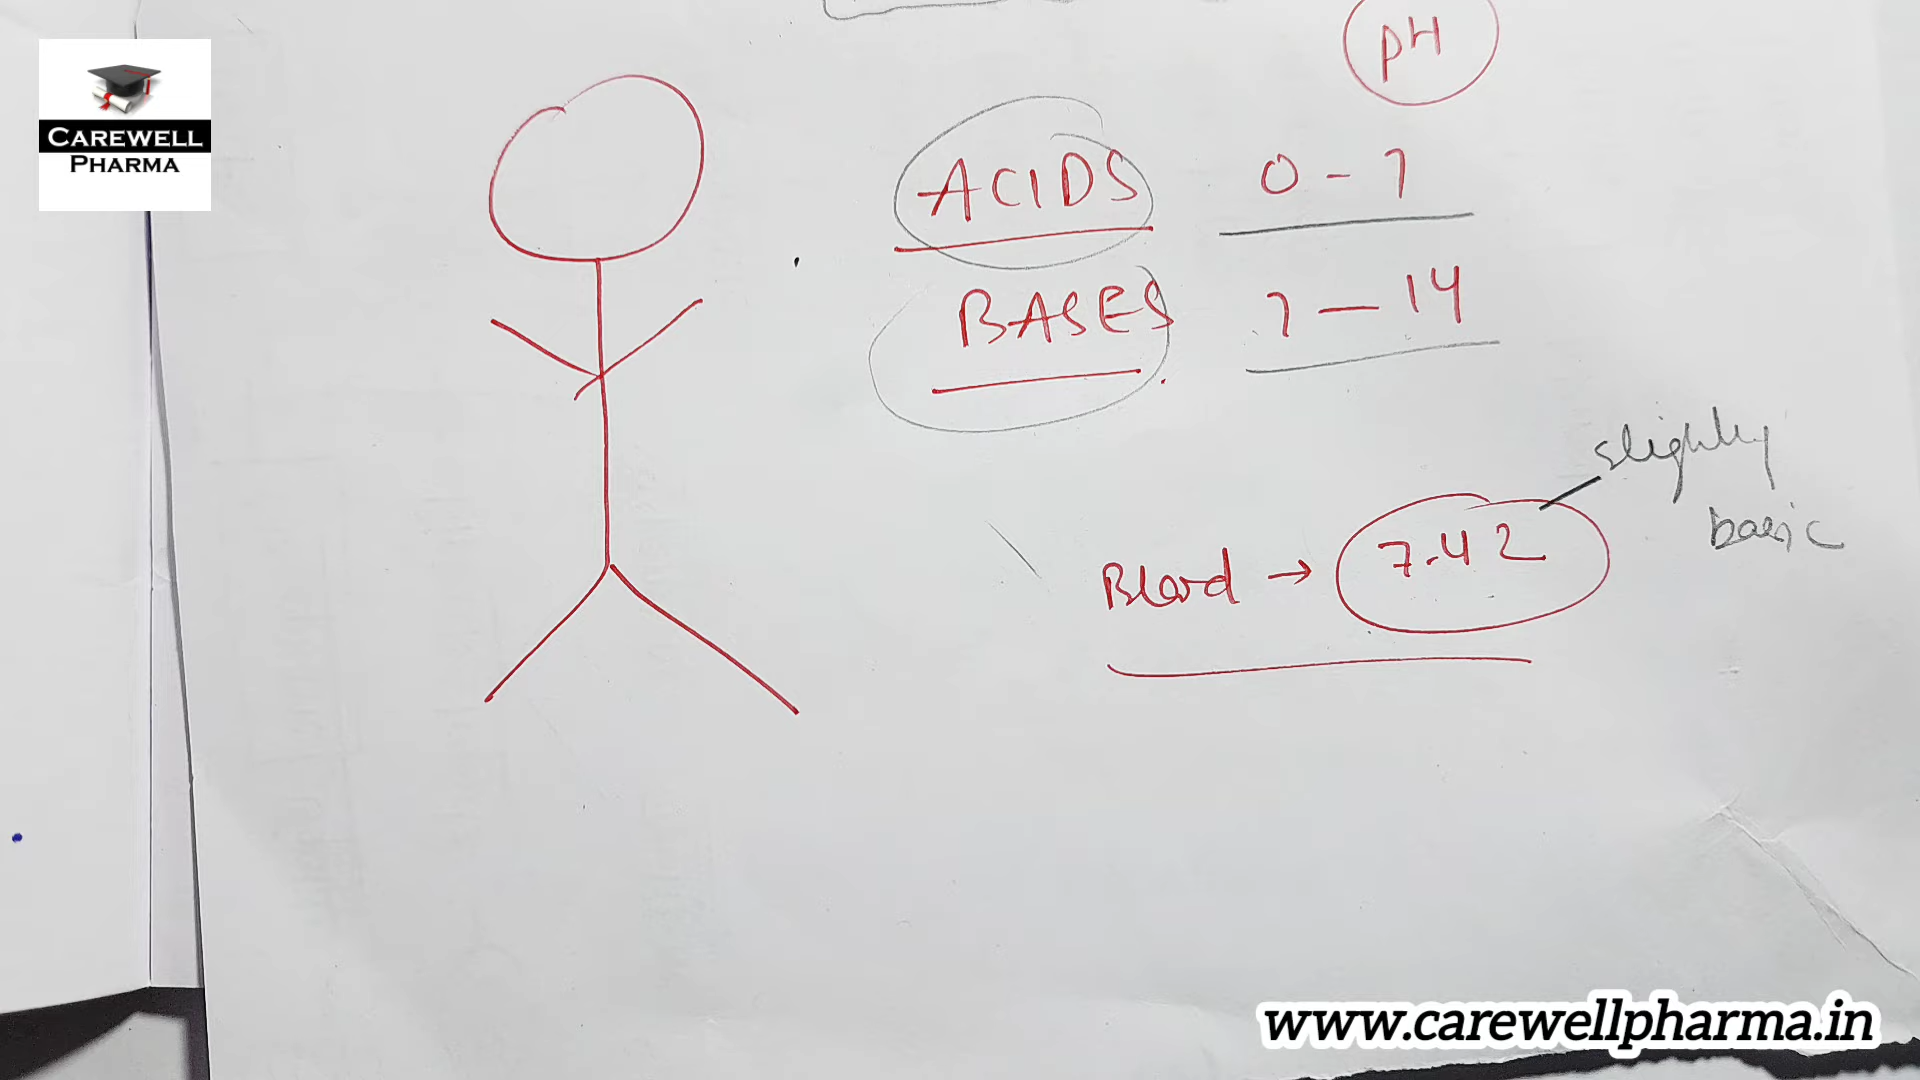 CAREWELL
PHARMA
pH
ACIDS 0 - 7
BASES 7 - 14
slightly
basic
Blood → 7.42
www.carewellpharma.in